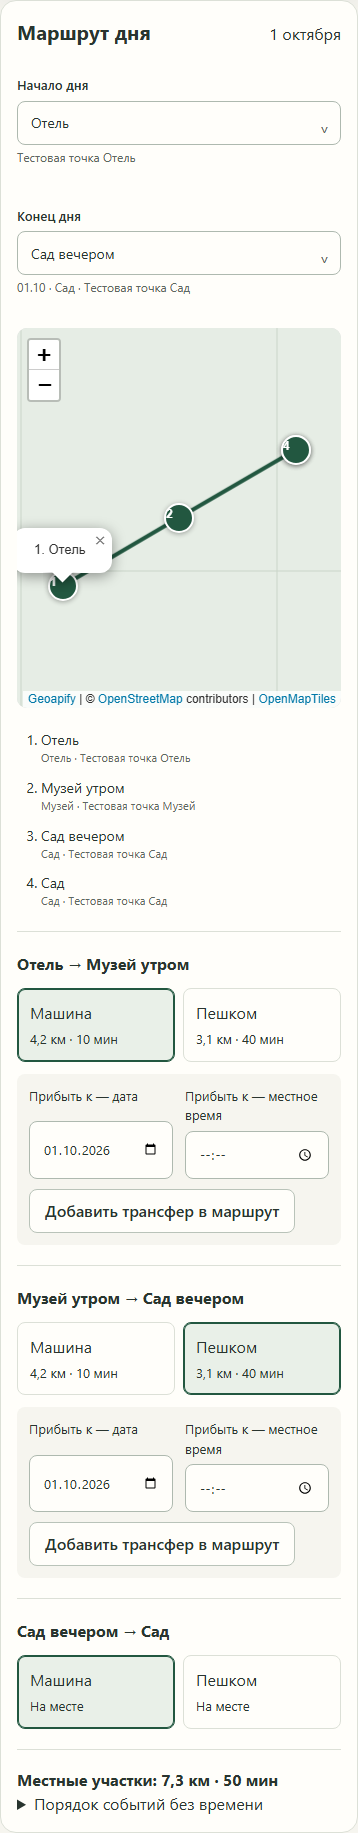 Маршрут дня
1 октября
Начало дня
Отель
Тестовая точка Отель
Конец дня
Сад вечером
01.10 · Сад · Тестовая точка Сад
+
−
4
2
1. Отель
×
1
Geoapify | © OpenStreetMap contributors | OpenMapTiles
1. Отель
Отель · Тестовая точка Отель
2. Музей утром
Музей · Тестовая точка Музей
3. Сад вечером
Сад · Тестовая точка Сад
4. Сад
Сад · Тестовая точка Сад
Отель → Музей утром
Машина
4,2 км · 10 мин
Пешком
3,1 км · 40 мин
Прибыть к — дата
Прибыть к — местное
время
01.10.2026
--:--
Добавить трансфер в маршрут
Музей утром → Сад вечером
Машина
4,2 км · 10 мин
Пешком
3,1 км · 40 мин
Прибыть к — дата
Прибыть к — местное
время
01.10.2026
--:--
Добавить трансфер в маршрут
Сад вечером → Сад
Машина
На месте
Пешком
На месте
Местные участки: 7,3 км · 50 мин
Порядок событий без времени